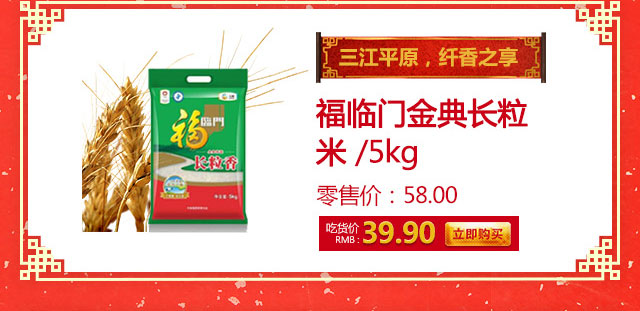 三江平原，纤香之享
福临门金典长粒
米 /5kg
零售价：58.00
吃货价
RMB：39.90 立即购买
福臨門
长粒香
5kg